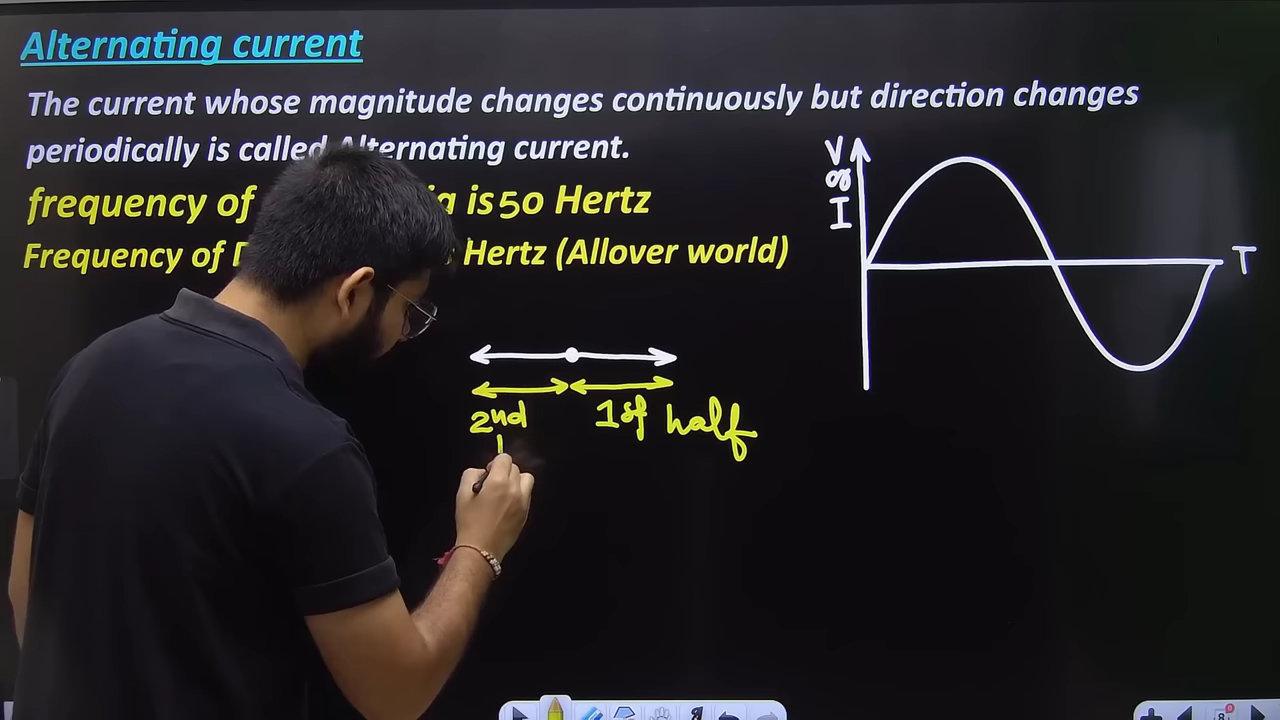 Alternating current
The current whose magnitude changes continuously but direction changes
periodically is called Alternating current.
frequency of is 50 Hertz
Frequency of Hertz (Allover world)
V
or
I
T
2nd
1st half